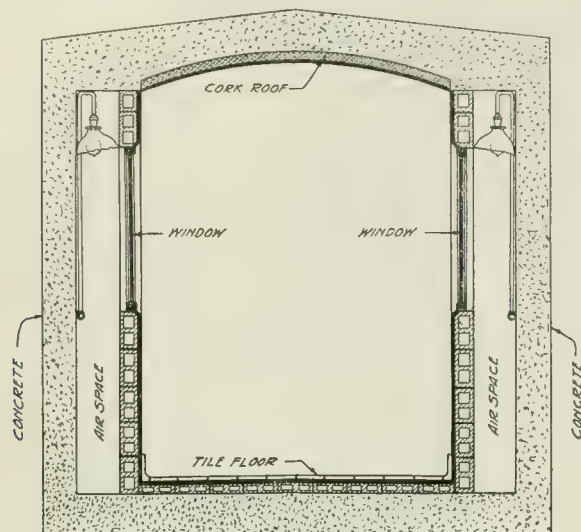 CORK ROOF
WINDOW
WINDOW
CONCRETE
AIR SPACE
AIR SPACE
CONCRETE
TILE FLOOR